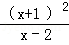 (x+1)²
x－2